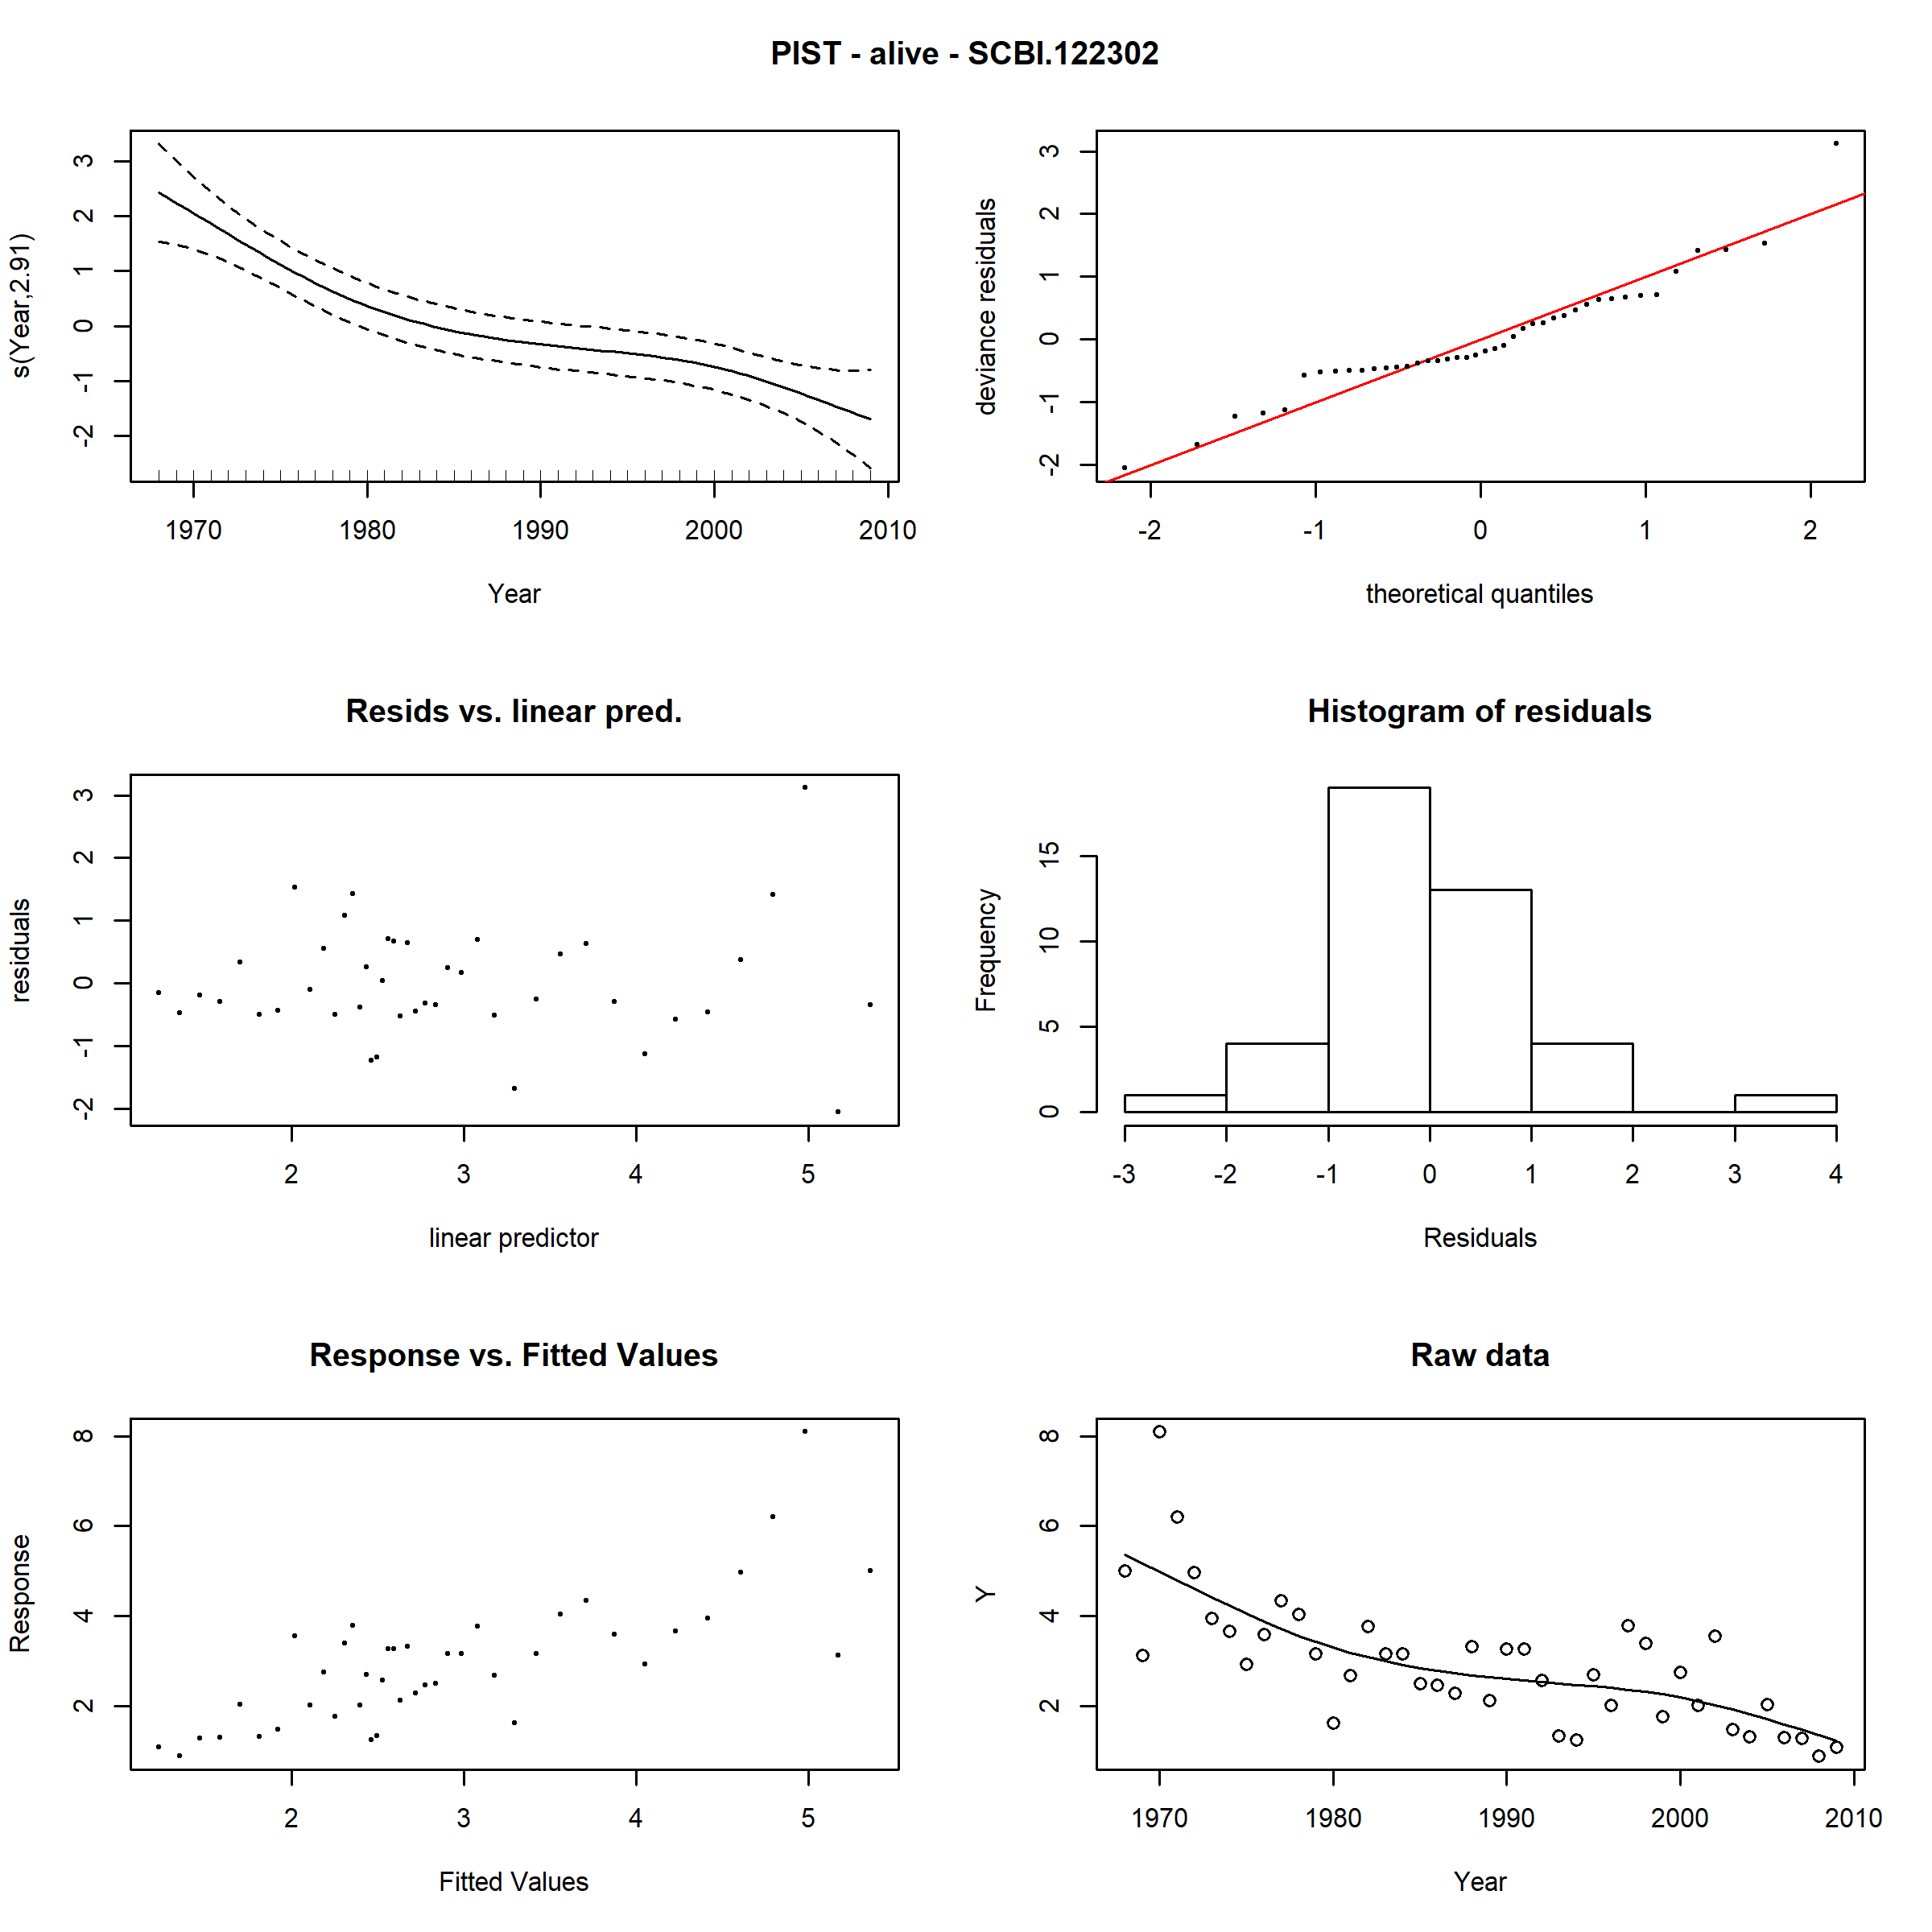 PIST - alive - SCBI.122302
s(Year,2.91)
3
2
1
0
-1
-2
1970 1980 1990 2000 2010
Year
deviance residuals
3
2
1
0
-1
-2
-2 -1 0 1 2
theoretical quantiles
Resids vs. linear pred.
residuals
3
2
1
0
-1
-2
2 3 4 5
linear predictor
Histogram of residuals
Frequency
15
10
5
0
-3 -2 -1 0 1 2 3 4
Residuals
Response vs. Fitted Values
Response
8
6
4
2
2 3 4 5
Fitted Values
Raw data
Y
8
6
4
2
1970 1980 1990 2000 2010
Year